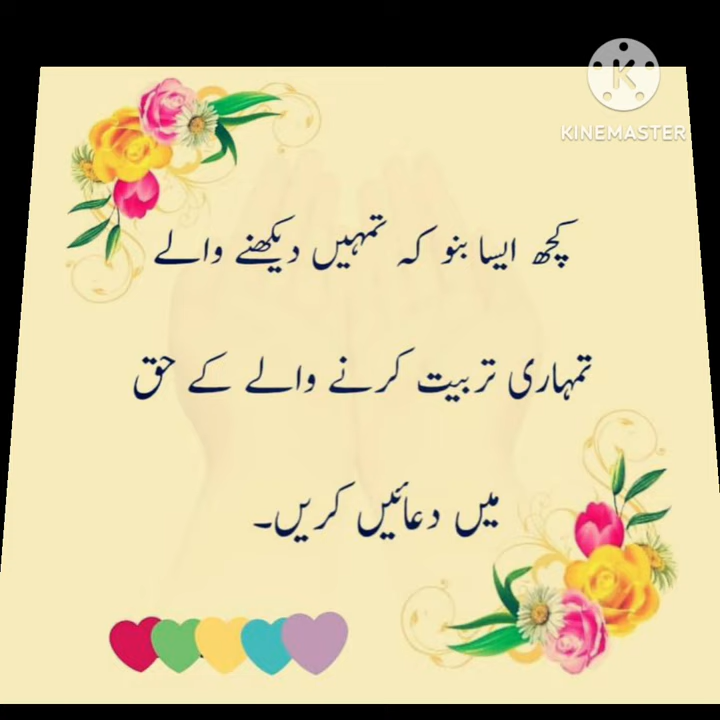 KINEMASTER
کچھ ایسا بنو کہ تمہیں دیکھنے والے
تمہاری تربیت کرنے والے کے حق
میں دعائیں کریں۔